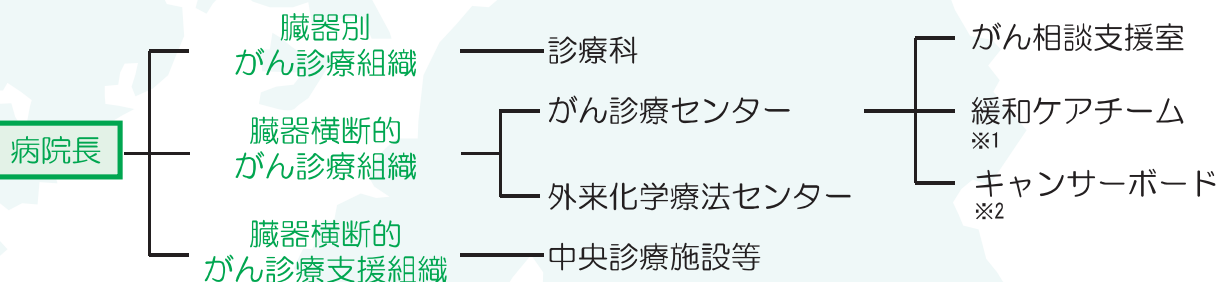 病院長
臓器別
がん診療組織
診療科
臓器横断的
がん診療組織
がん診療センター
がん相談支援室
緩和ケアチーム
※1
キャンサーボード
※2
外来化学療法センター
臓器横断的
がん診療支援組織
中央診療施設等